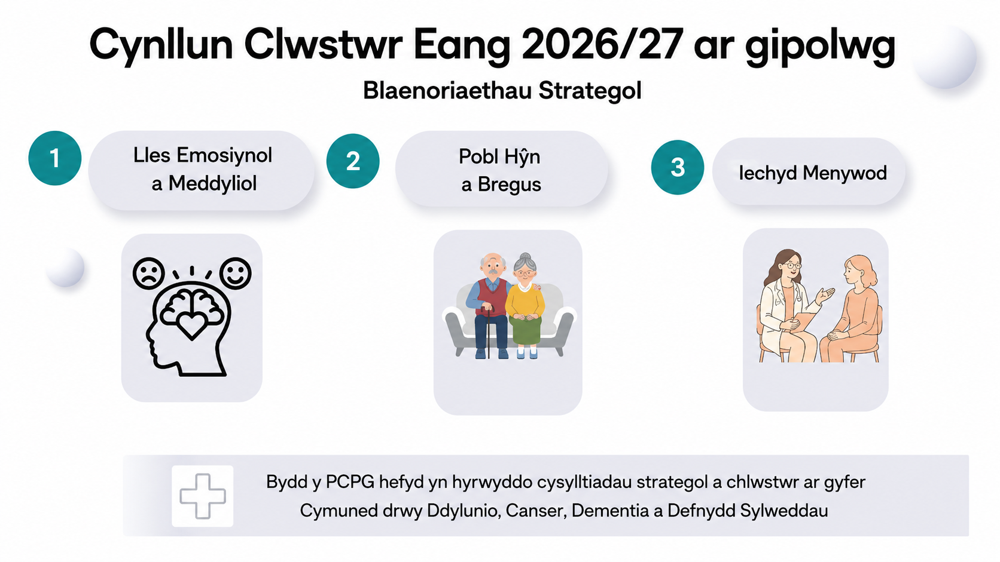 Cynllun Clwstwr Eang 2026/27 ar gipolwg
Blaenoriaethau Strategol
1
Lles Emosiynol
a Meddyliol
2
Pobl Hŷn
a Bregus
3
Iechyd Menywod
Bydd y PCPG hefyd yn hyrwyddo cysylltiadau strategol a chlwstwr ar gyfer
Cymuned drwy Ddylunio, Canser, Dementia a Defnydd Sylweddau